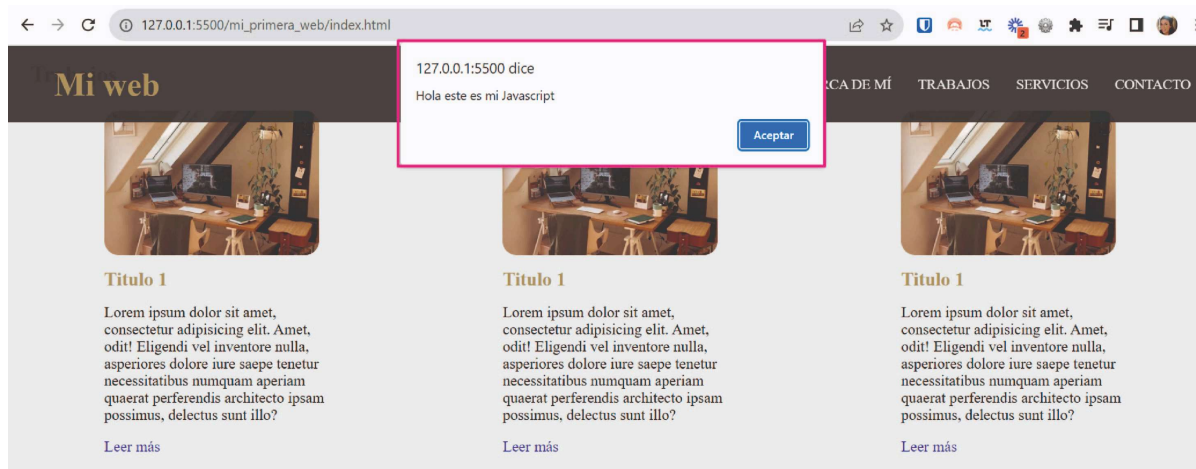 127.0.0.1:5500/mi_primera_web/index.html
2
127.0.0.1:5500 dice
Hola este es mi Javascript
Aceptar
Mi web
RCA DE MÍ TRABAJOS SERVICIOS CONTACTO
Titulo 1
Lorem ipsum dolor sit amet,
consectetur adipisicing elit. Amet,
odit! Eligendi vel inventore nulla,
asperiores dolore iure saepe tenetur
necessitatibus numquam aperiam
quaerat perferendis architecto ipsam
possimus, delectus sunt illo?
Leer más
Titulo 1
Lorem ipsum dolor sit amet,
consectetur adipisicing elit. Amet,
odit! Eligendi vel inventore nulla,
asperiores dolore iure saepe tenetur
necessitatibus numquam aperiam
quaerat perferendis architecto ipsam
possimus, delectus sunt illo?
Leer más
Titulo 1
Lorem ipsum dolor sit amet,
consectetur adipisicing elit. Amet,
odit! Eligendi vel inventore nulla,
asperiores dolore iure saepe tenetur
necessitatibus numquam aperiam
quaerat perferendis architecto ipsam
possimus, delectus sunt illo?
Leer más